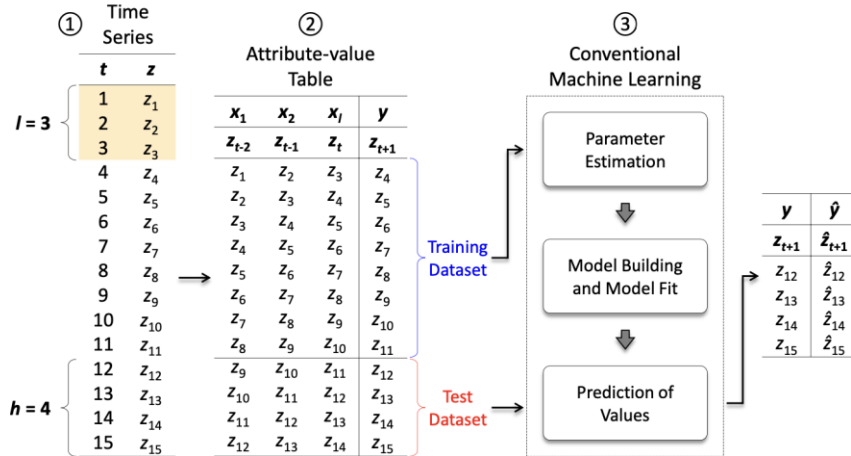 ①
Time
Series
t z
l = 3
1 z₁
2 z₂
3 z₃
4 z₄
5 z₅
6 z₆
7 z₇
8 z₈
9 z₉
10 z₁₀
11 z₁₁
h = 4
12 z₁₂
13 z₁₃
14 z₁₄
15 z₁₅
②
Attribute-value
Table
x₁ x₂ xₗ y
zₜ₋₂ zₜ₋₁ zₜ zₜ₊₁
z₁ z₂ z₃ z₄
z₂ z₃ z₄ z₅
z₃ z₄ z₅ z₆
z₄ z₅ z₆ z₇
z₅ z₆ z₇ z₈
z₆ z₇ z₈ z₉
z₇ z₈ z₉ z₁₀
z₈ z₉ z₁₀ z₁₁
z₉ z₁₀ z₁₁ z₁₂
z₁₀ z₁₁ z₁₂ z₁₃
z₁₁ z₁₂ z₁₃ z₁₄
z₁₂ z₁₃ z₁₄ z₁₅
Training
Dataset
Test
Dataset
③
Conventional
Machine Learning
Parameter
Estimation
Model Building
and Model Fit
Prediction of
Values
y ŷ
zₜ₊₁ ẑₜ₊₁
z₁₂ ẑ₁₂
z₁₃ ẑ₁₃
z₁₄ ẑ₁₄
z₁₅ ẑ₁₅